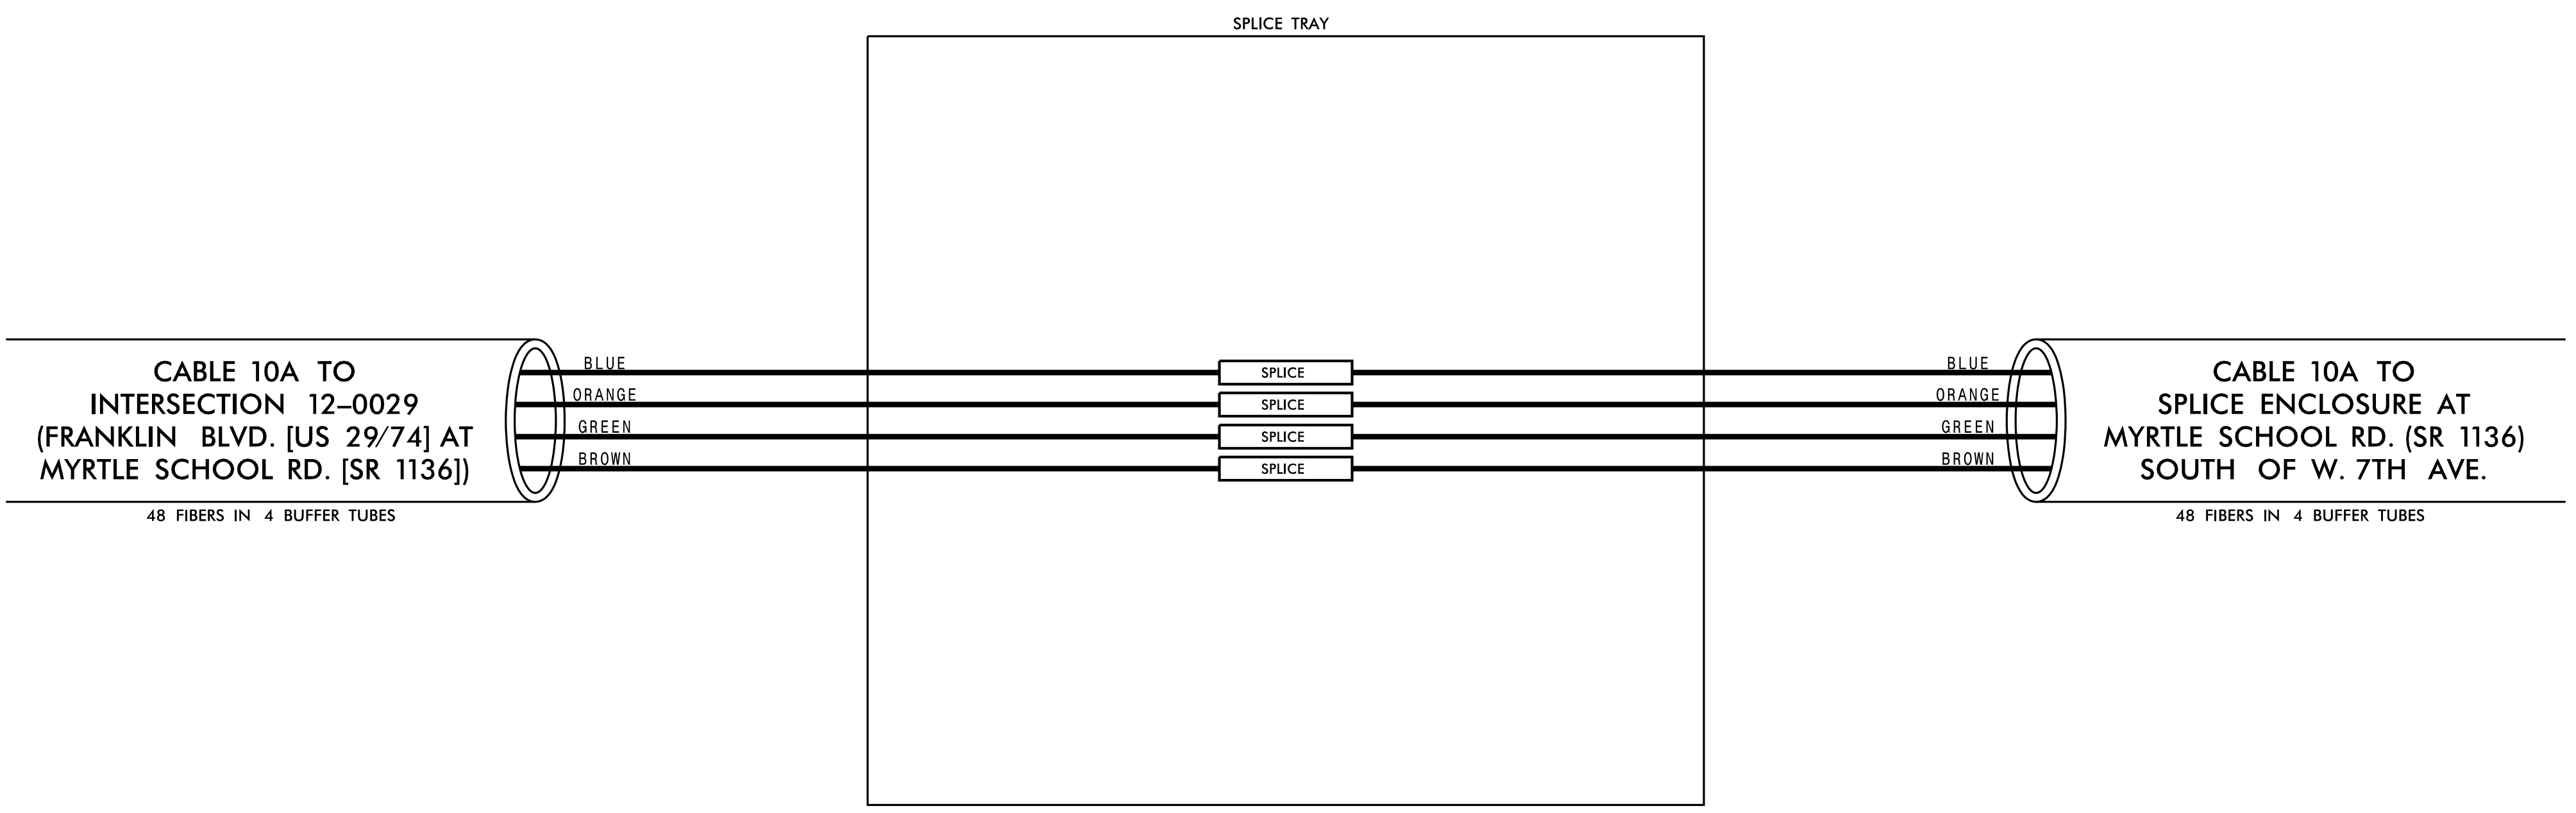 SPLICE TRAY
CABLE 10A TO
INTERSECTION 12-0029
(FRANKLIN BLVD. [US 29/74] AT
MYRTLE SCHOOL RD. [SR 1136])
48 FIBERS IN 4 BUFFER TUBES
BLUE
ORANGE
GREEN
BROWN
SPLICE
SPLICE
SPLICE
SPLICE
BLUE
ORANGE
GREEN
BROWN
CABLE 10A TO
SPLICE ENCLOSURE AT
MYRTLE SCHOOL RD. (SR 1136)
SOUTH OF W. 7TH AVE.
48 FIBERS IN 4 BUFFER TUBES